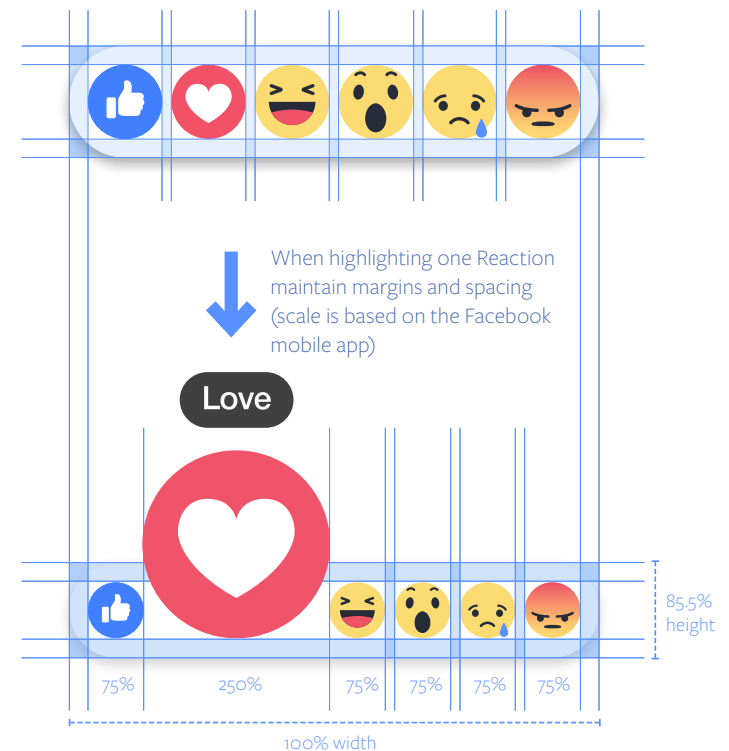 When highlighting one Reaction
maintain margins and spacing
(scale is based on the Facebook
mobile app)
Love
85.5%
height
75% 250% 75% 75% 75% 75%
100% width